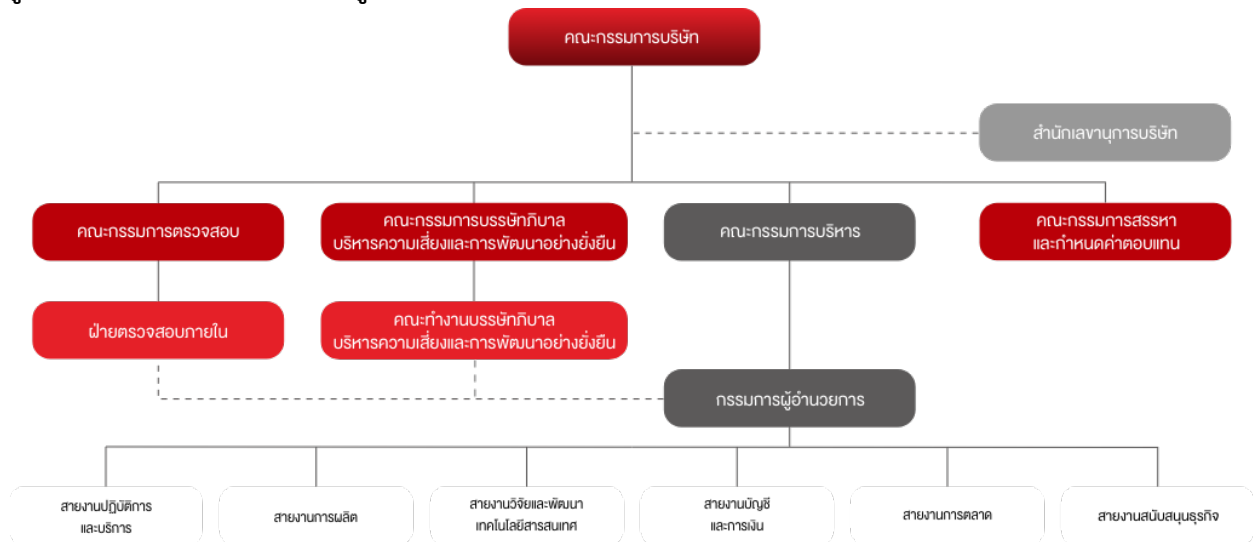 คณะกรรมการบริษัท
สำนักเลขานุการบริษัท
คณะกรรมการตรวจสอบ
คณะกรรมการบรรษัทภิบาล
บริหารความเสี่ยงและการพัฒนาอย่างยั่งยืน
คณะกรรมการบริหาร
คณะกรรมการสรรหา
และกำหนดค่าตอบแทน
ฝ่ายตรวจสอบภายใน
คณะทำงานบรรษัทภิบาล
บริหารความเสี่ยงและการพัฒนาอย่างยั่งยืน
กรรมการผู้อำนวยการ
สายงานปฏิบัติการ
และบริการ
สายงานการผลิต
สายงานวิจัยและพัฒนา
เทคโนโลยีสารสนเทศ
สายงานบัญชี
และการเงิน
สายงานการตลาด
สายงานสนับสนุนธุรกิจ